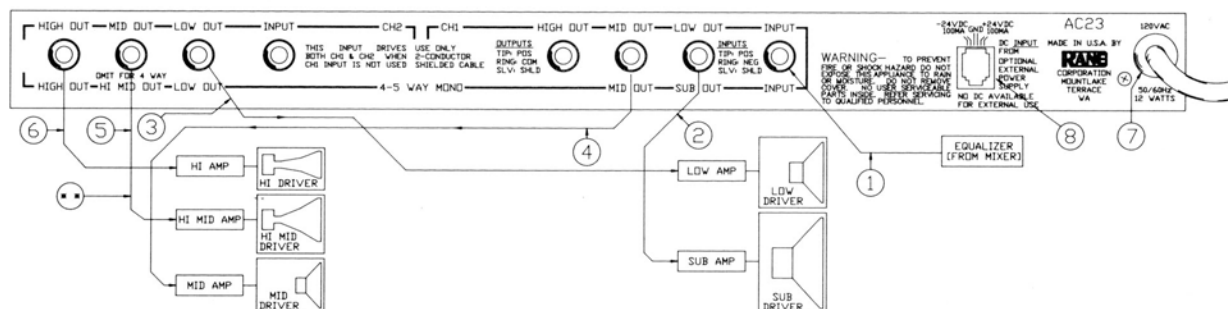 HIGH OUT MID OUT LOW OUT INPUT CH2 CH1 HIGH OUT MID OUT LOW OUT INPUT
THIS INPUT DRIVES
BOTH CH1 & CH2 WHEN
CH1 INPUT IS NOT USED
USE ONLY
2-CONDUCTOR
SHIELDED CABLE
OUTPUTS
TIP: POS
RING: COM
SLV: SHLD
INPUTS
TIP: POS
RING: NEG
SLV: SHLD
WARNING— TO PREVENT
FIRE OR SHOCK HAZARD DO NOT
EXPOSE THIS APPLIANCE TO RAIN
OR MOISTURE. DO NOT REMOVE
COVER. NO USER SERVICEABLE
PARTS INSIDE. REFER SERVICING
TO QUALIFIED PERSONNEL.
-24VDC +24VDC
100MA GND 100MA
DC INPUT
FROM
OPTIONAL
EXTERNAL
POWER
SUPPLY
NO DC AVAILABLE
FOR EXTERNAL USE
AC23
MADE IN U.S.A. BY
RANE
CORPORATION
MOUNTLAKE
TERRACE
WA
120VAC
50/60Hz
12 WATTS
OMIT FOR 4 WAY
HIGH OUT HI MID OUT LOW OUT 4-5 WAY MONO MID OUT SUB OUT INPUT
6
5
3
4
2
1
8
7
EQUALIZER
(FROM MIXER)
HI AMP
HI DRIVER
LOW AMP
LOW
DRIVER
HI MID AMP
HI MID
DRIVER
MID AMP
MID
DRIVER
SUB AMP
SUB
DRIVER